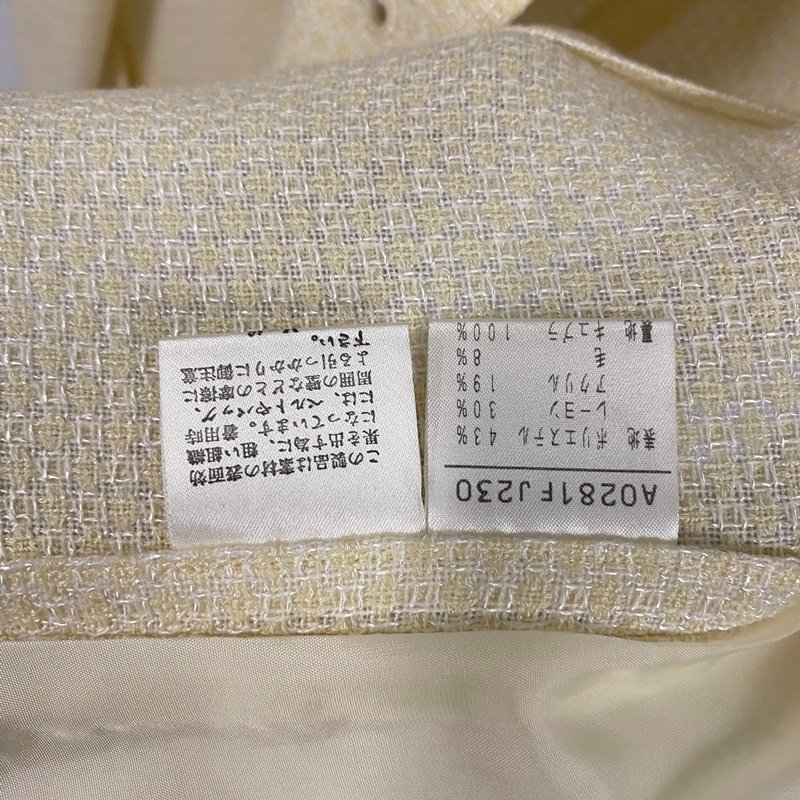 この製品は素材の表面効
果を出す為に、粗い組織
になっています。着用時
には、ベルトやバッグ、
周囲の壁などとの摩擦に
よる引っかかりに御注意
下さい。
A0281FJ230
表地 ポリエステル 43%
レーヨン 30%
アクリル 19%
毛 8%
裏地 キュプラ 100%